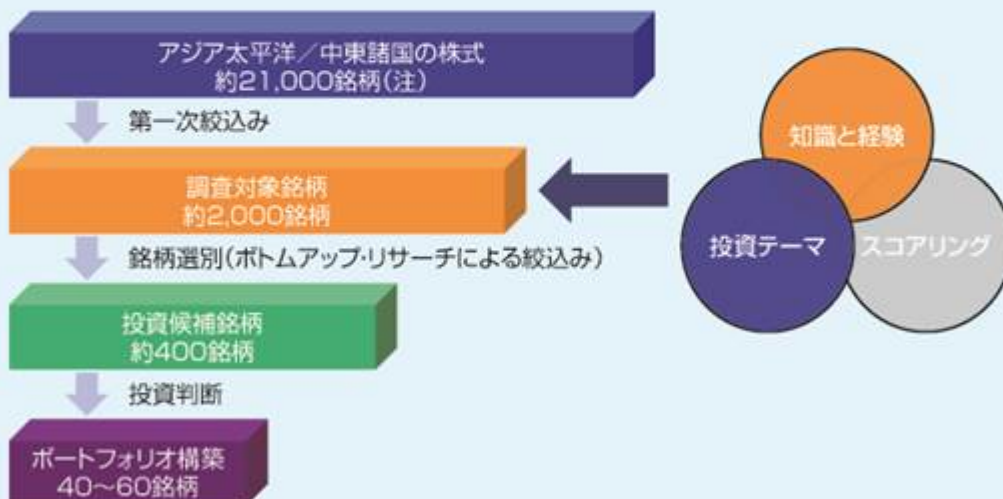 アジア太平洋／中東諸国の株式
約21,000銘柄(注)
第一次絞込み
調査対象銘柄
約2,000銘柄
銘柄選別(ボトムアップ・リサーチによる絞込み)
投資候補銘柄
約400銘柄
投資判断
ポートフォリオ構築
40〜60銘柄
知識と経験
投資テーマ
スコアリング